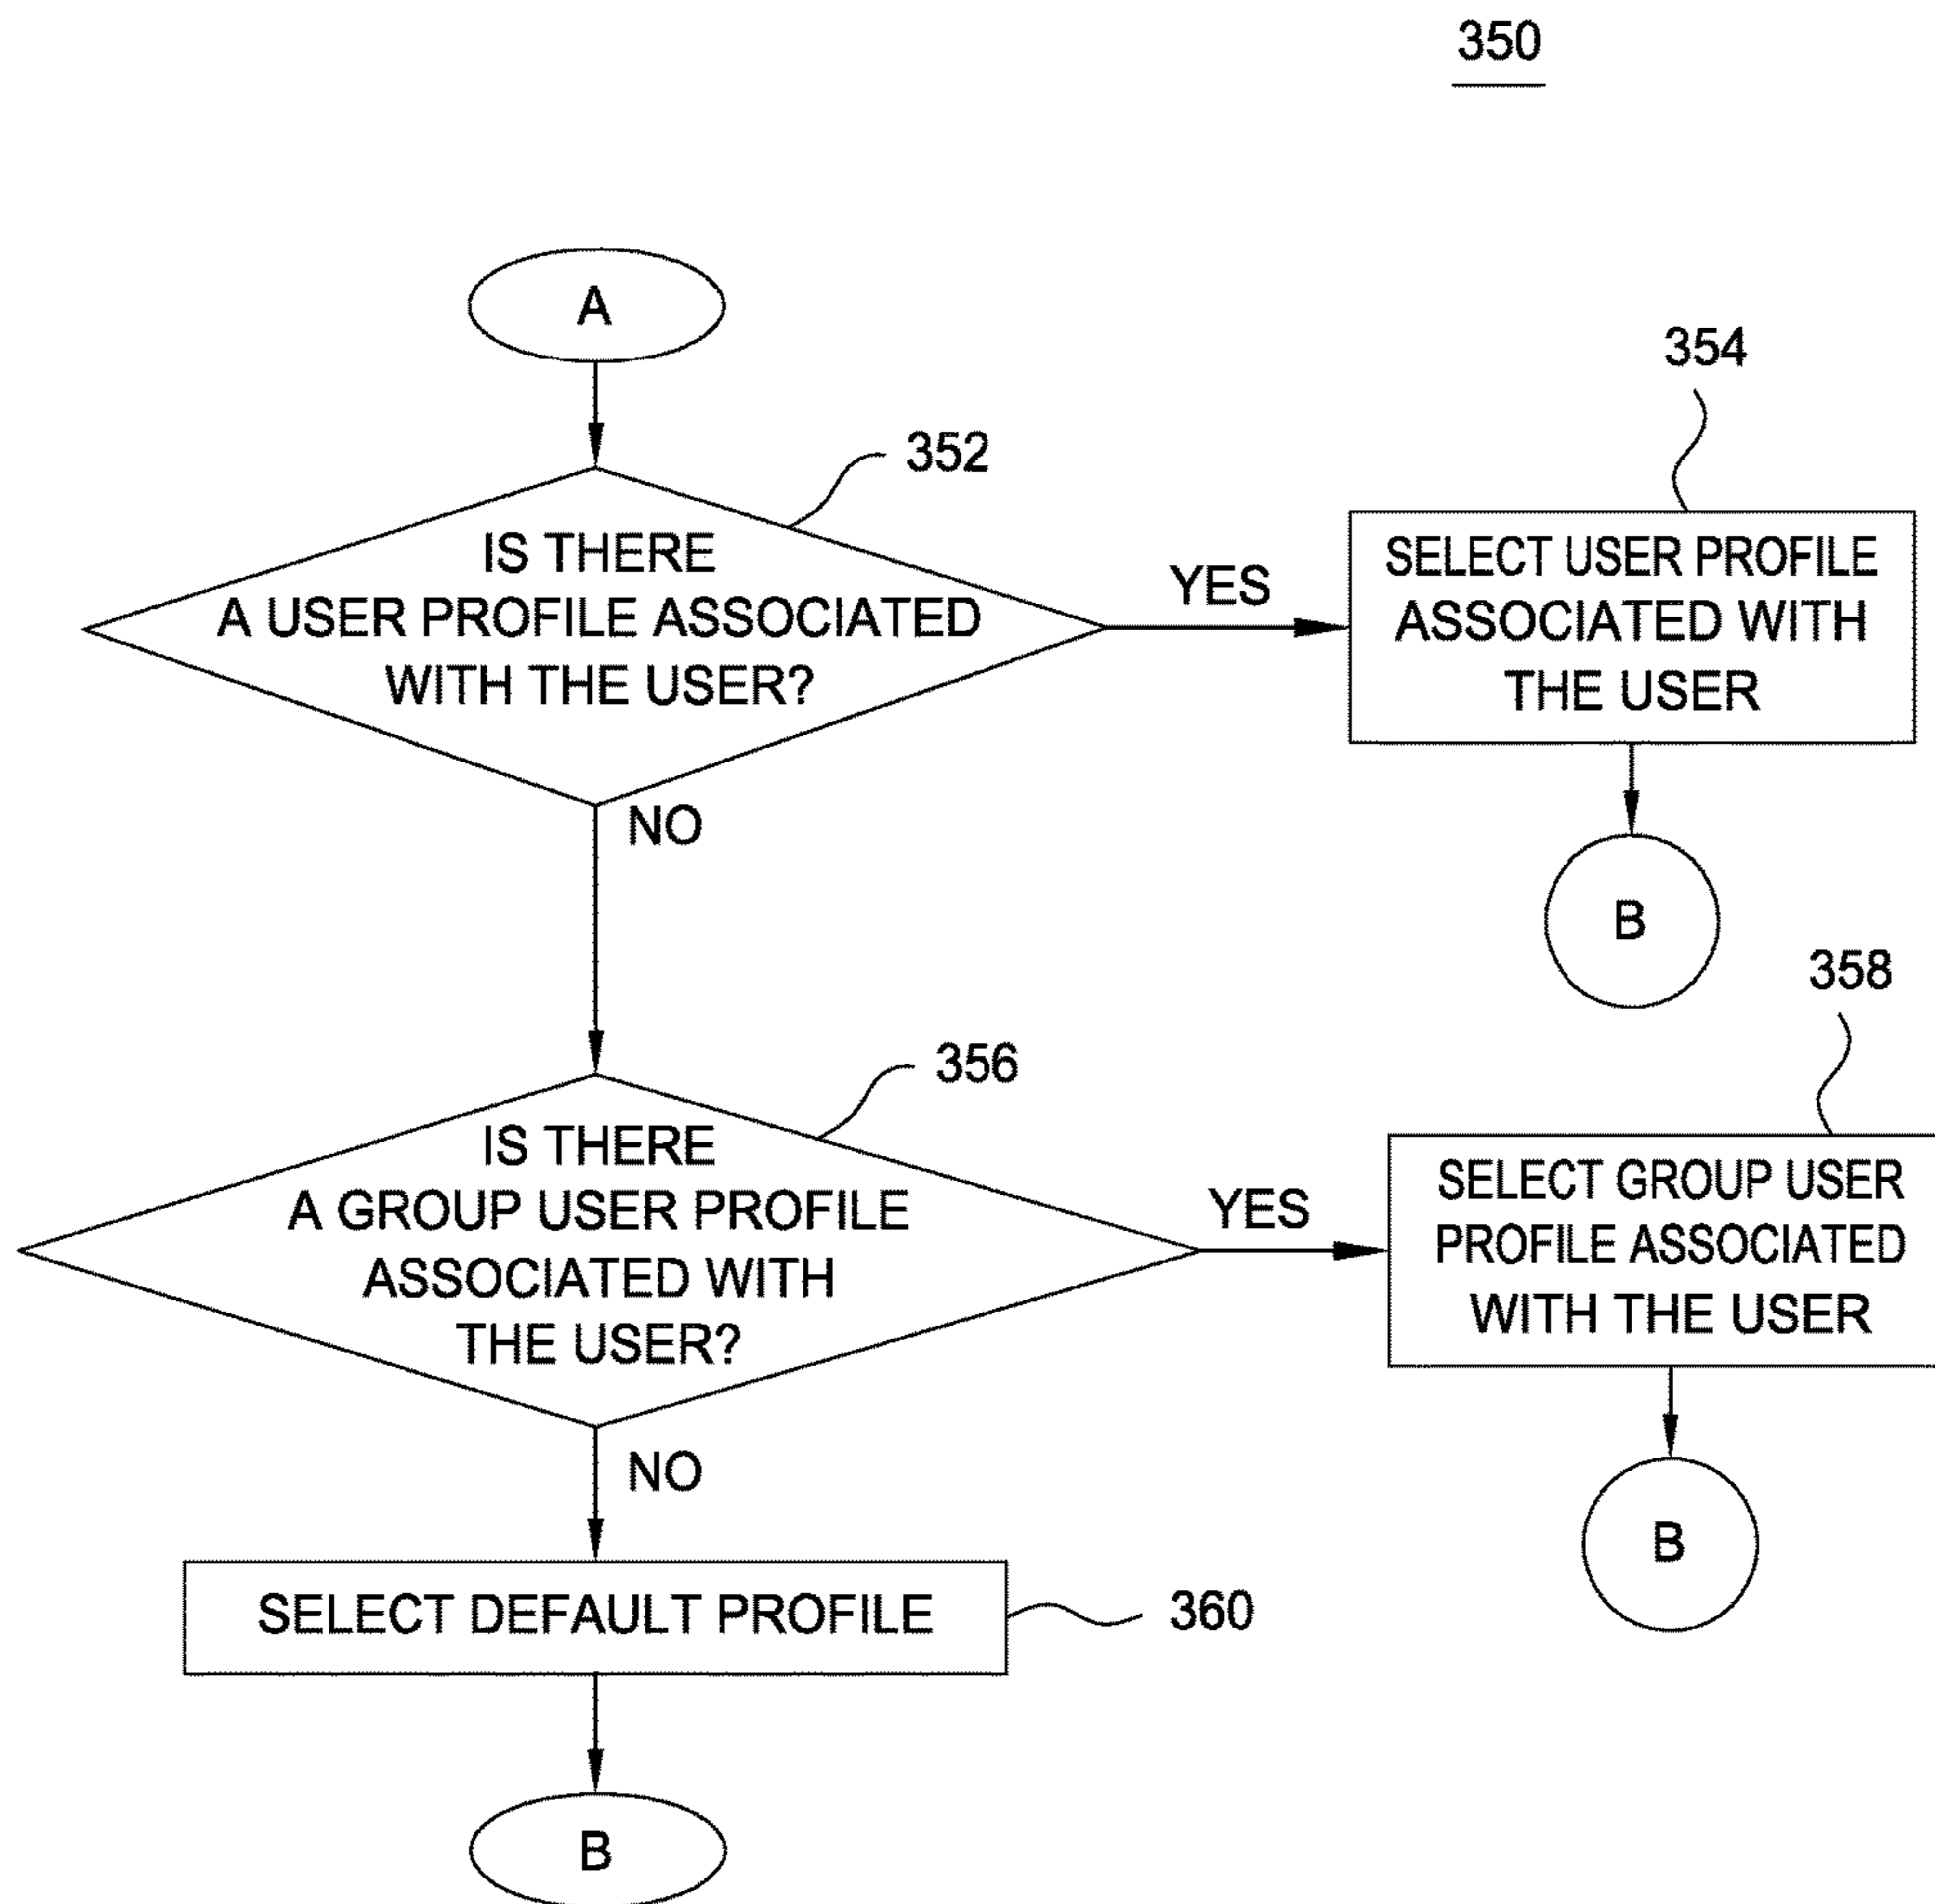 350
A
352
IS THERE
A USER PROFILE ASSOCIATED
WITH THE USER?
YES
354
SELECT USER PROFILE
ASSOCIATED WITH
THE USER
B
NO
356
IS THERE
A GROUP USER PROFILE
ASSOCIATED WITH
THE USER?
YES
358
SELECT GROUP USER
PROFILE ASSOCIATED
WITH THE USER
B
NO
SELECT DEFAULT PROFILE
360
B